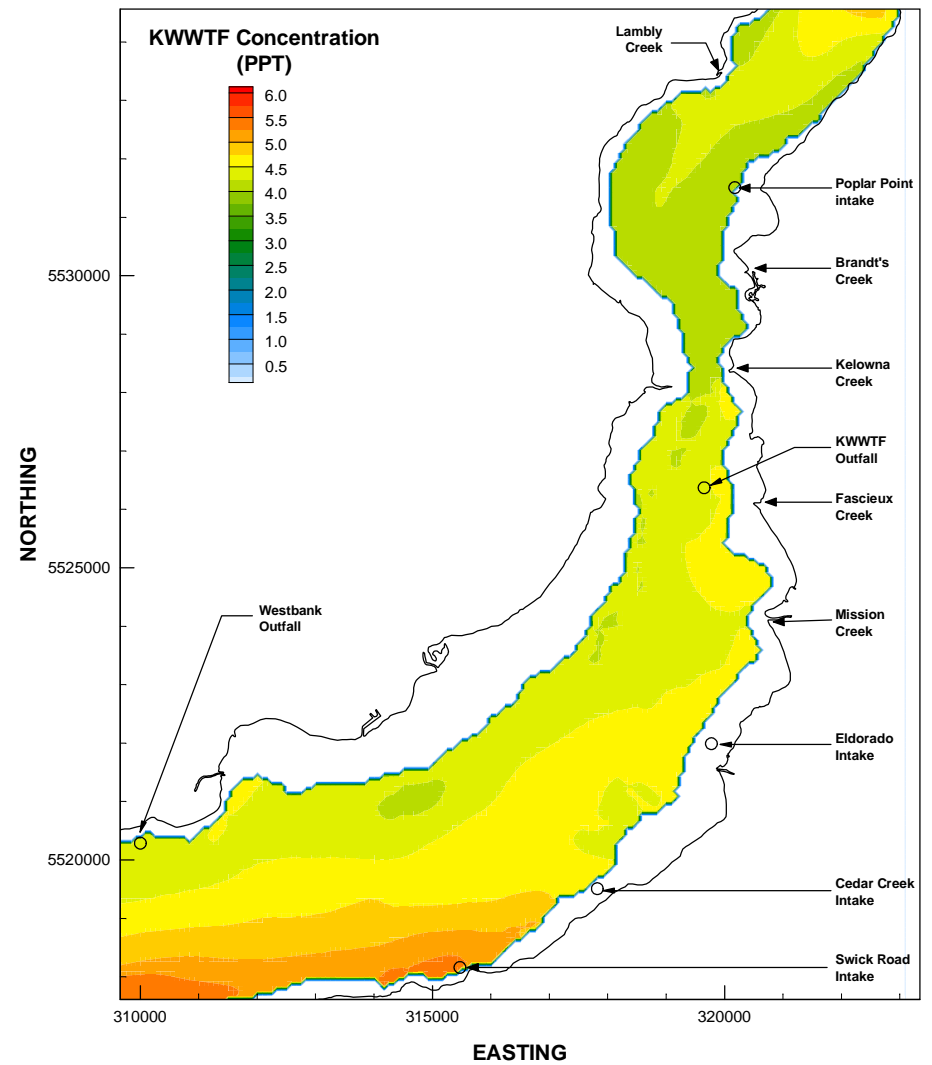 KWWTF Concentration
(PPT)
6.0
5.5
5.0
4.5
4.0
3.5
3.0
2.5
2.0
1.5
1.0
0.5
Lambly
Creek
Poplar Point
intake
Brandt's
Creek
Kelowna
Creek
KWWTF
Outfall
Fascieux
Creek
Mission
Creek
Eldorado
Intake
Cedar Creek
Intake
Swick Road
Intake
Westbank
Outfall
NORTHING
5530000
5525000
5520000
310000
315000
320000
EASTING